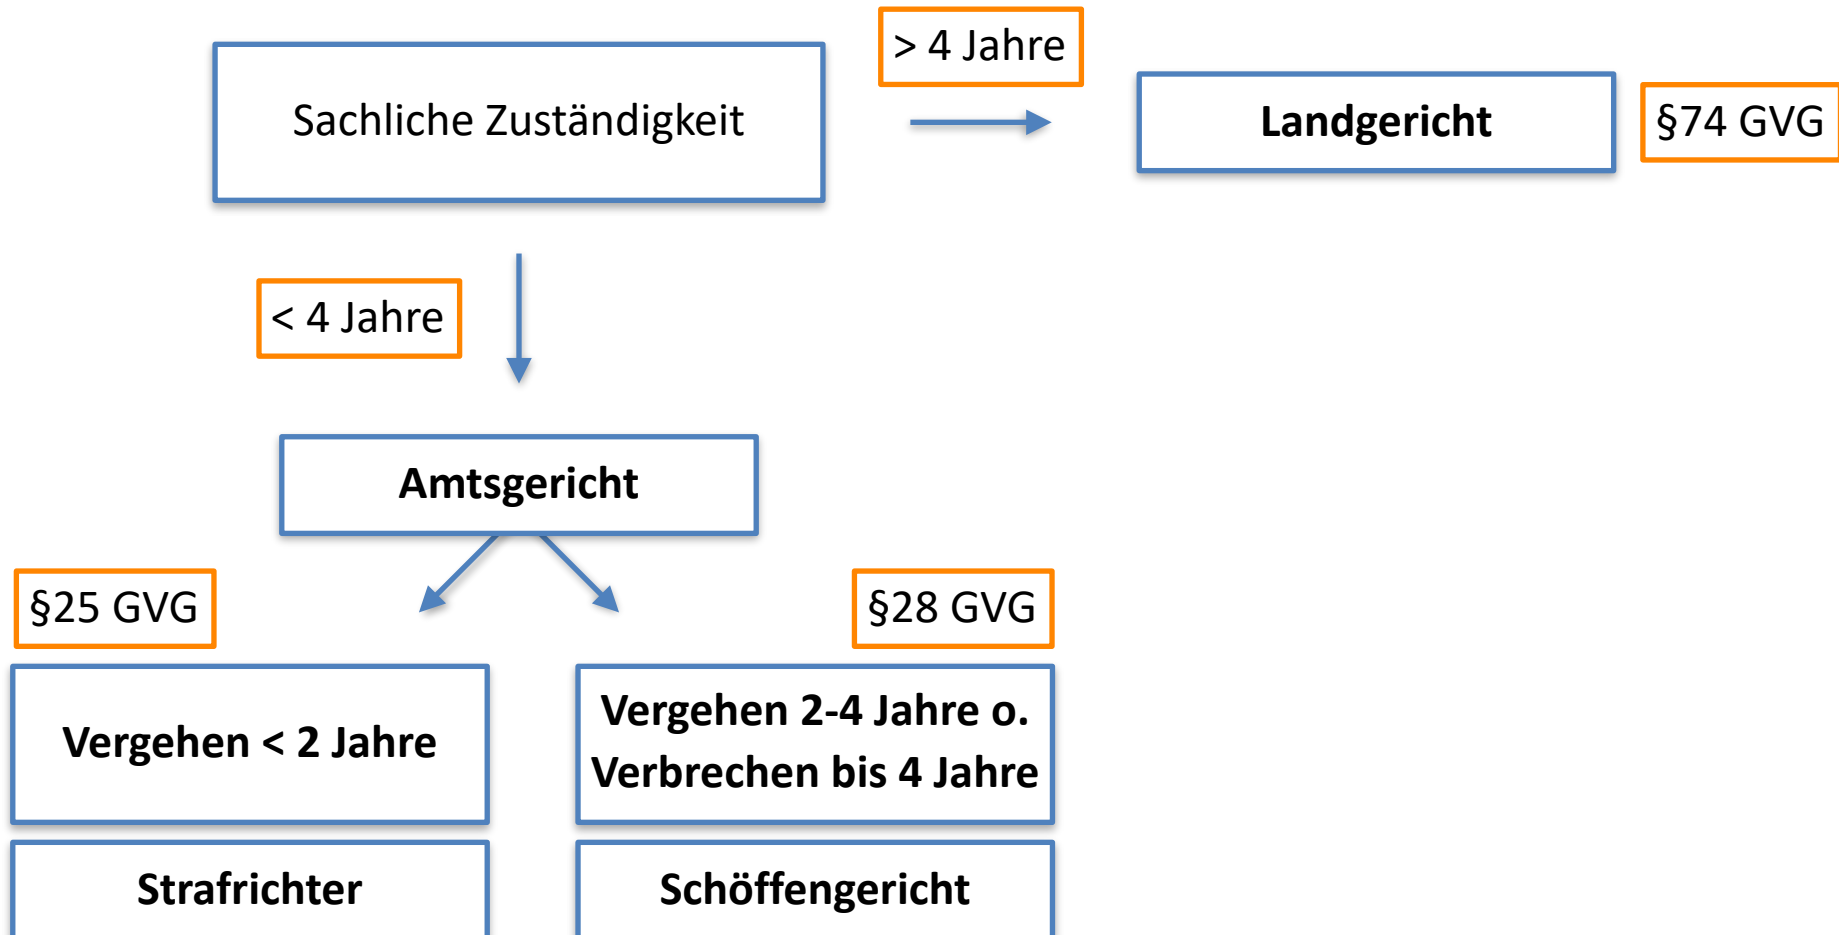 > 4 Jahre
Sachliche Zuständigkeit
Landgericht
§74 GVG
< 4 Jahre
Amtsgericht
§25 GVG
§28 GVG
Vergehen < 2 Jahre
Vergehen 2-4 Jahre o.
Verbrechen bis 4 Jahre
Strafrichter
Schöffengericht